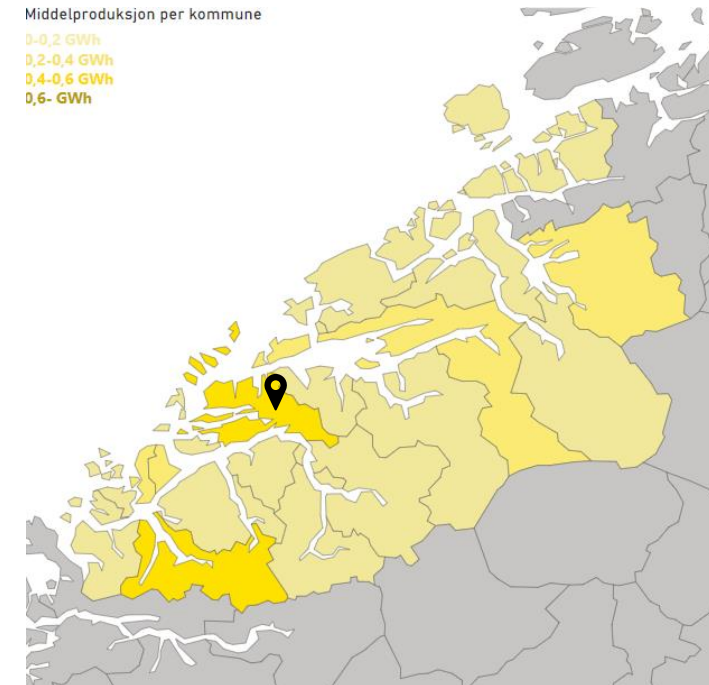 Middelproduksjon per kommune
0-0,2 GWh
0,2-0,4 GWh
0,4-0,6 GWh
0,6- GWh